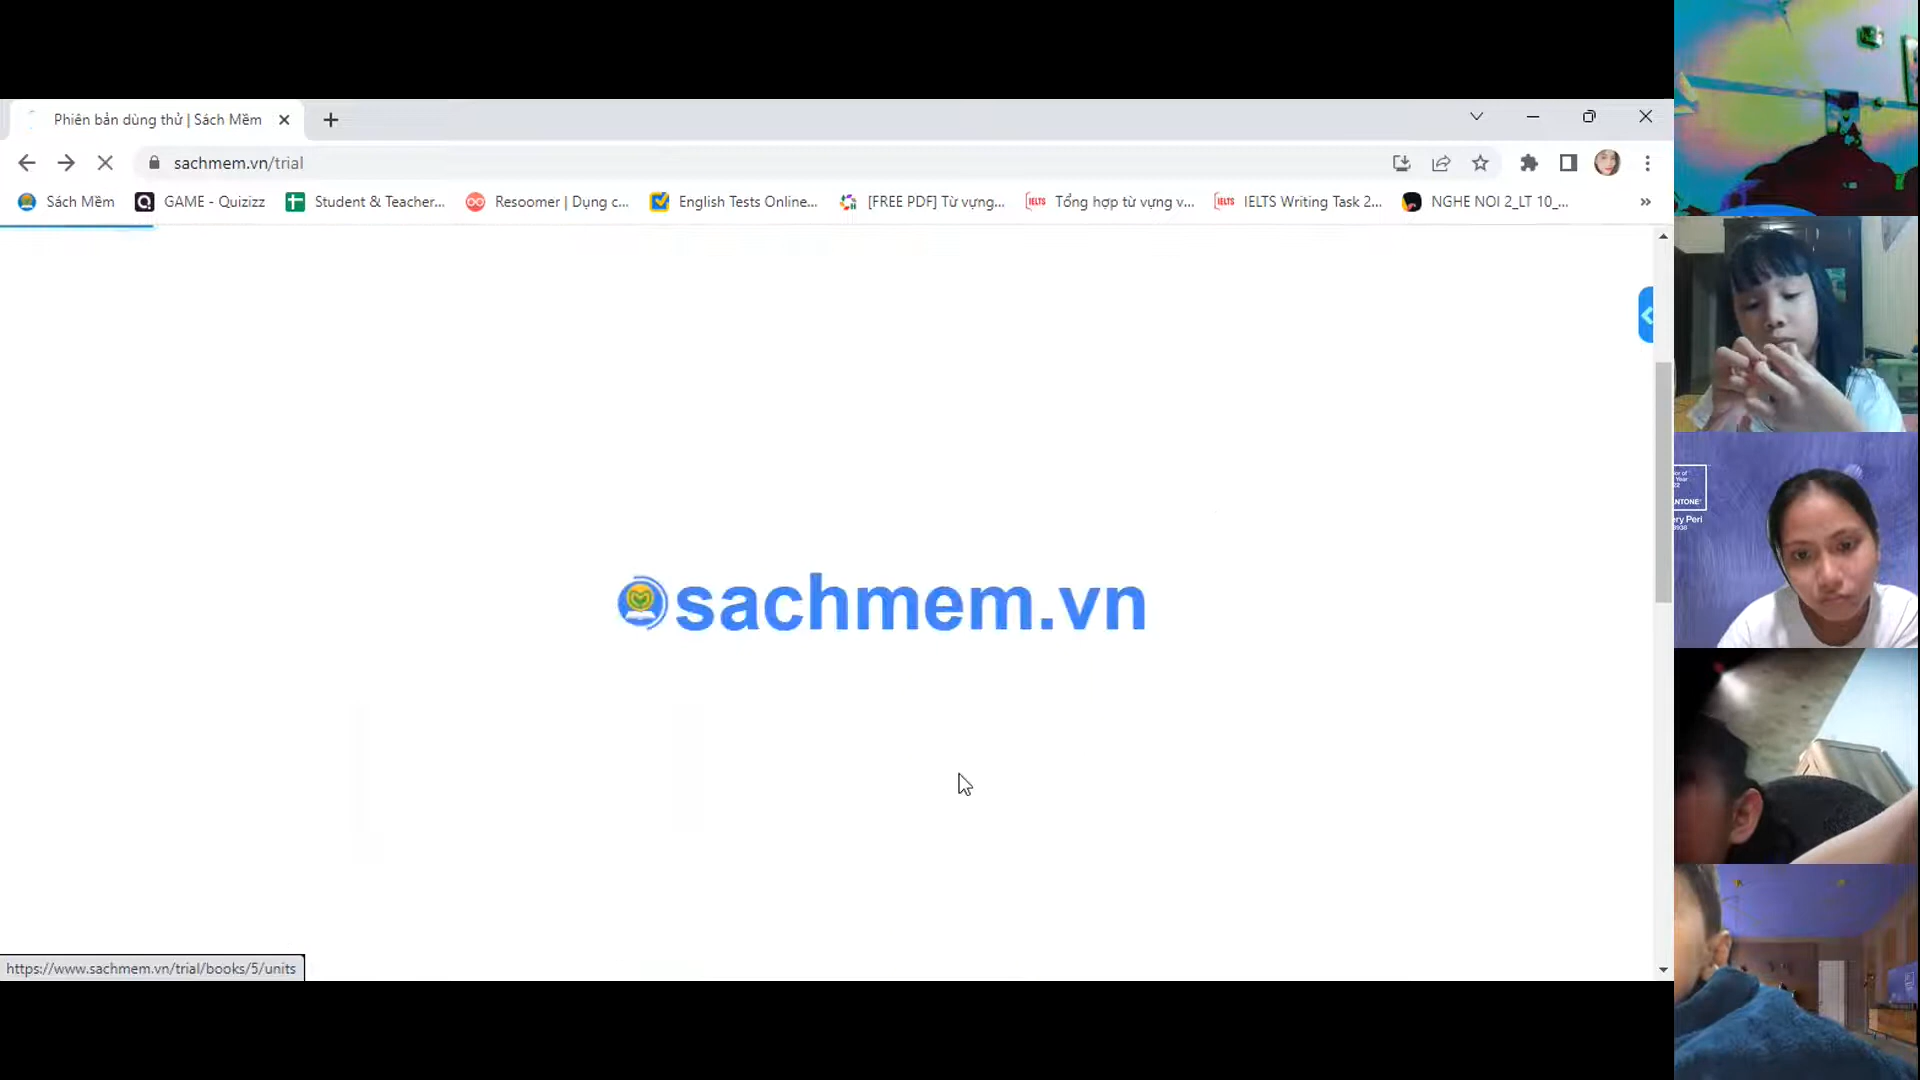 Phiên bản dùng thử | Sách Mềm
sachmem.vn/trial
Sách Mềm GAME - Quizizz Student & Teacher... Resoomer | Dụng c... English Tests Online... [FREE PDF] Từ vựng... Tổng hợp từ vựng v... IELTS Writing Task 2... NGHE NOI 2_LT 10_...
sachmem.vn
https://www.sachmem.vn/trial/books/5/units